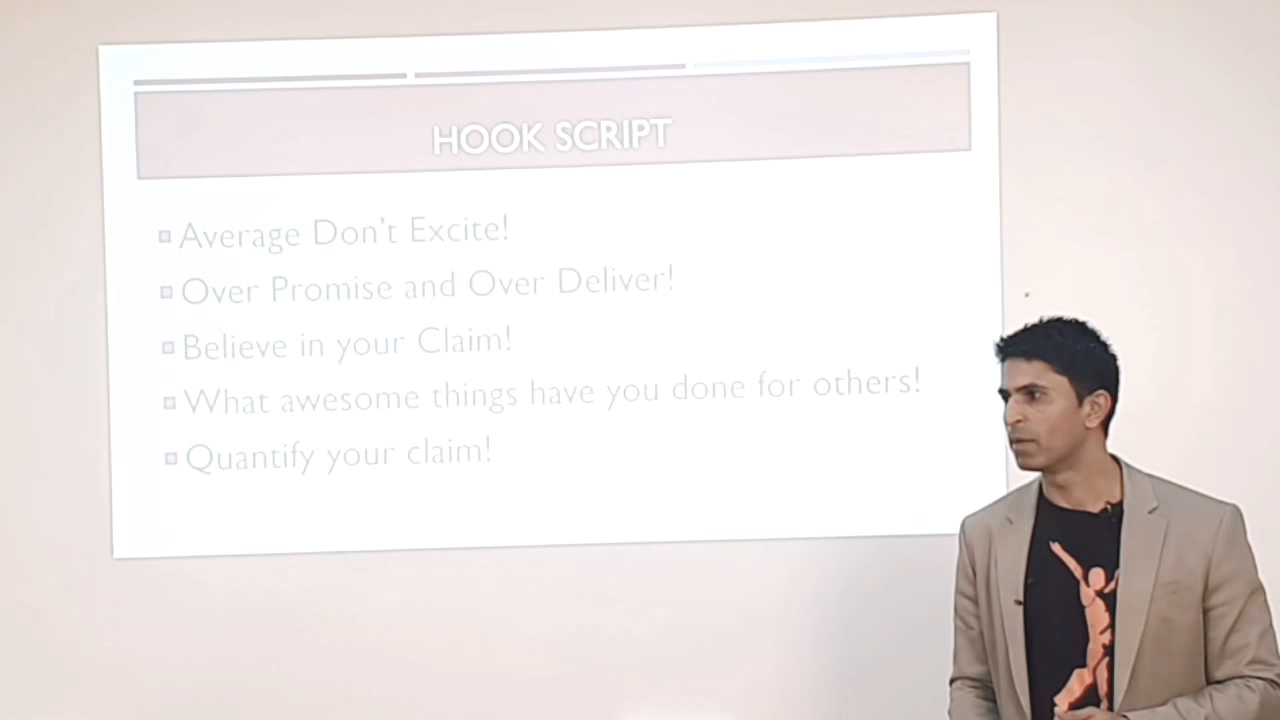 HOOK SCRIPT
Average Don't Excite!
Over Promise and Over Deliver!
Believe in your Claim!
What awesome things have you done for others!
Quantify your claim!